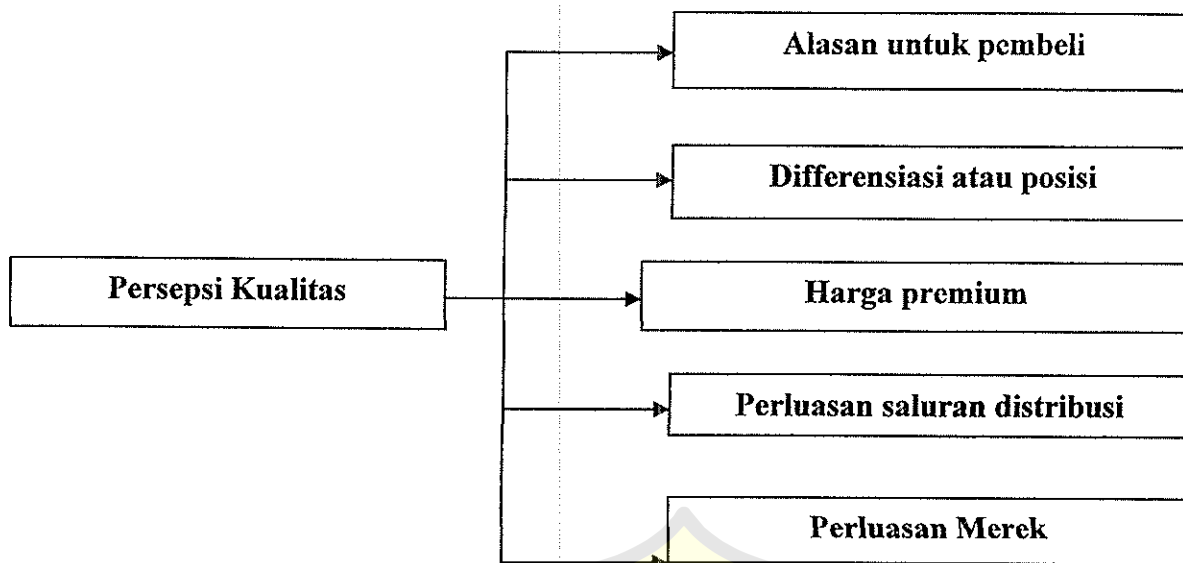 Alasan untuk pembeli
Differensiasi atau posisi
Persepsi Kualitas
Harga premium
Perluasan saluran distribusi
Perluasan Merek